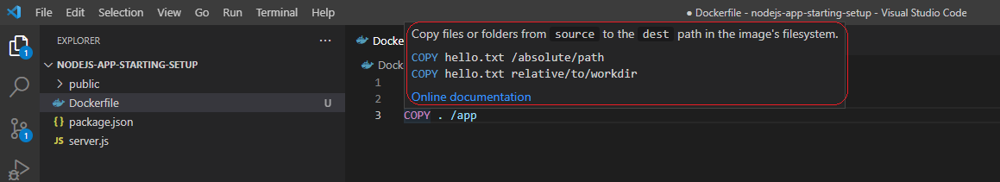 File Edit Selection View Go Run Terminal Help
● Dockerfile - nodejs-app-starting-setup - Visual Studio Code
EXPLORER ···
NODEJS-APP-STARTING-SETUP
public
Dockerfile U
package.json
JS server.js
1
1
Docke
Dock
Copy files or folders from source to the dest path in the image's filesystem.
COPY hello.txt /absolute/path
COPY hello.txt relative/to/workdir
Online documentation
1
2
3 COPY . /app